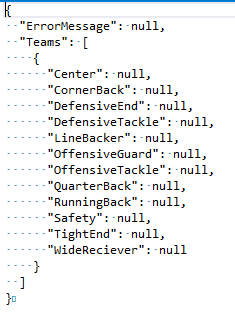 {
"ErrorMessage": null,
"Teams": [
{
"Center": null,
"CornerBack": null,
"DefensiveEnd": null,
"DefensiveTackle": null,
"LineBacker": null,
"OffensiveGuard": null,
"OffensiveTackle": null,
"QuarterBack": null,
"RunningBack": null,
"Safety": null,
"TightEnd": null,
"WideReciever": null
}
]
}